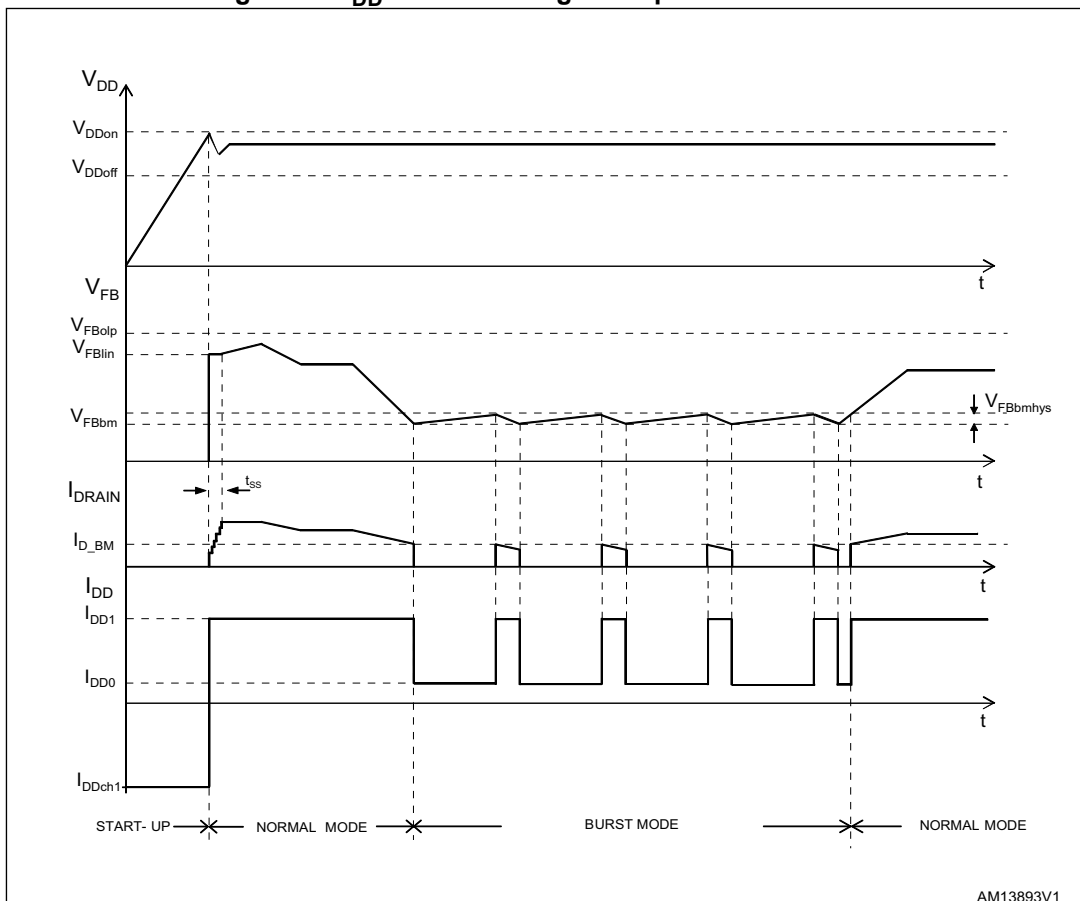 V_DD
V_DDon
V_DDoff
t
V_FB
V_FBolp
V_FBlin
V_FBbm
V_FBbmhys
t
t_ss
I_DRAIN
I_D_BM
t
I_DD
I_DD1
I_DD0
t
I_DDch1
START- UP
NORMAL MODE
BURST MODE
NORMAL MODE
AM13893V1